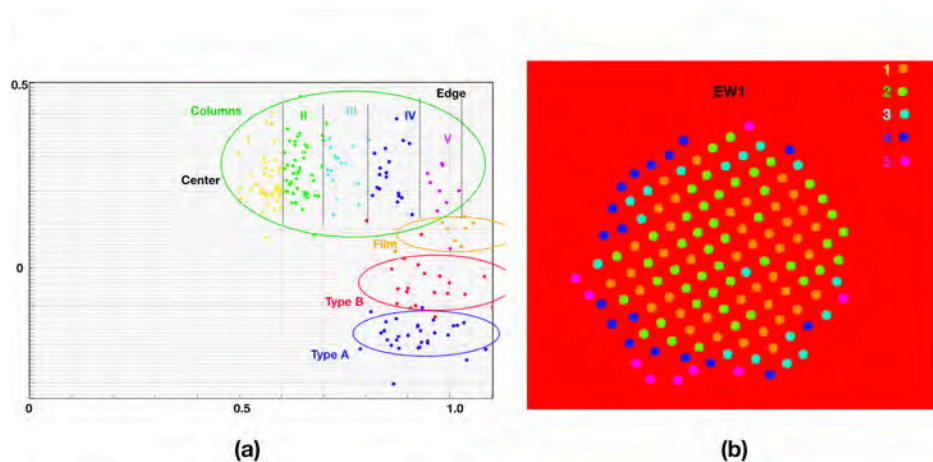 (a)
0.5
0
Columns
Center
Edge
II
III
IV
V
Film
Type B
Type A
0
0.5
1.0
(a)
EW1
1
2
3
4
5
(b)